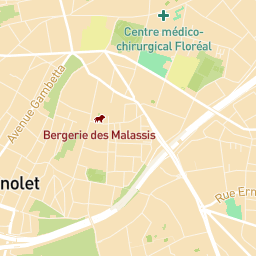 Centre médico-
chirurgical Floréal
Avenue Gambetta
Bergerie des Malassis
nolet
Rue Ern